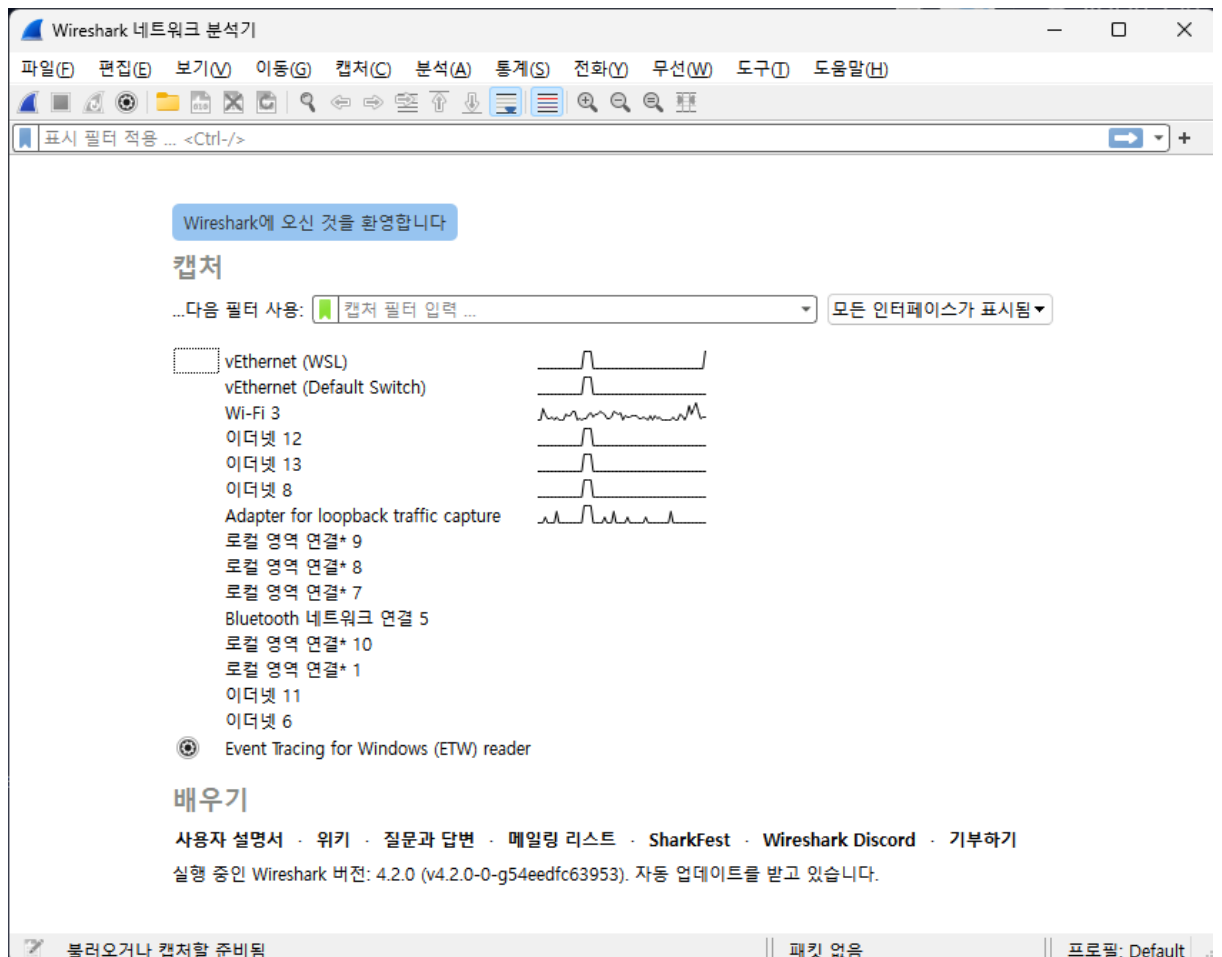 Wireshark 네트워크 분석기
파일(F) 편집(E) 보기(V) 이동(G) 캡처(C) 분석(A) 통계(S) 전화(Y) 무선(W) 도구(T) 도움말(H)
표시 필터 적용 ... <Ctrl-/>
Wireshark에 오신 것을 환영합니다
캡처
...다음 필터 사용: 캡처 필터 입력 ... 모든 인터페이스가 표시됨
vEthernet (WSL)
vEthernet (Default Switch)
Wi-Fi 3
이더넷 12
이더넷 13
이더넷 8
Adapter for loopback traffic capture
로컬 영역 연결* 9
로컬 영역 연결* 8
로컬 영역 연결* 7
Bluetooth 네트워크 연결 5
로컬 영역 연결* 10
로컬 영역 연결* 1
이더넷 11
이더넷 6
Event Tracing for Windows (ETW) reader
배우기
사용자 설명서 · 위키 · 질문과 답변 · 메일링 리스트 · SharkFest · Wireshark Discord · 기부하기
실행 중인 Wireshark 버전: 4.2.0 (v4.2.0-0-g54eedfc63953). 자동 업데이트를 받고 있습니다.
불러오거나 캡처할 준비됨 패킷 없음 프로필: Default